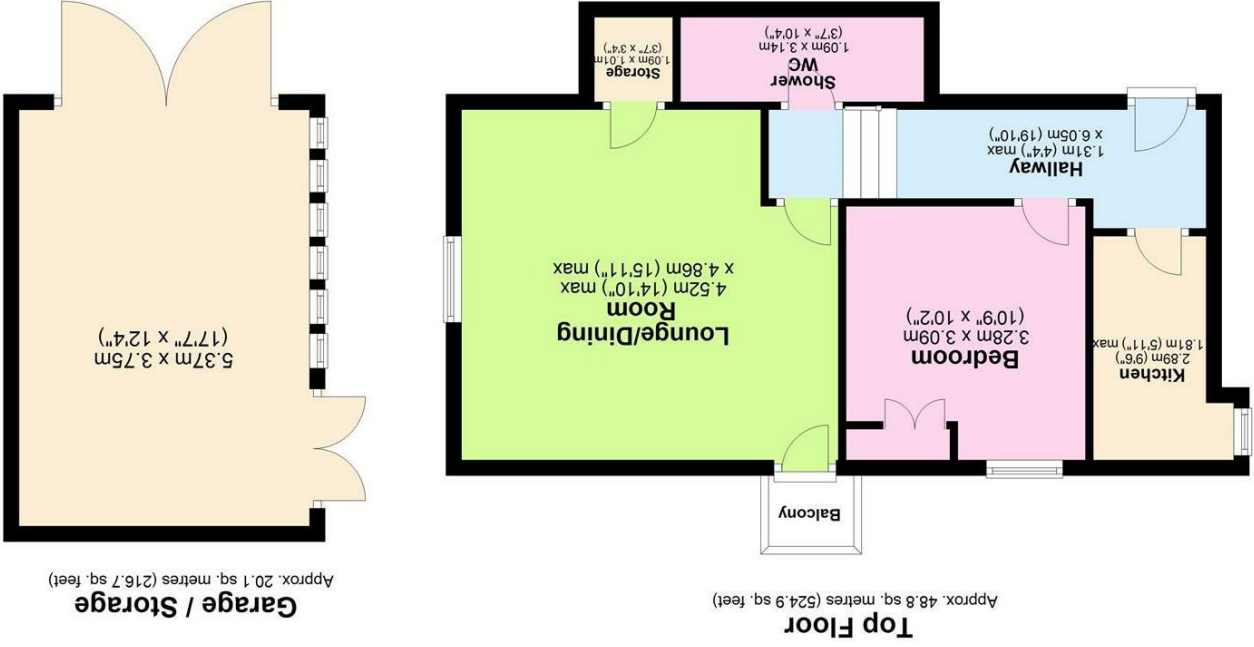 Top Floor
Approx. 48.8 sq. metres (524.9 sq. feet)
Balcony
Kitchen
2.89m (9'6")
1.81m (5'11") max
Bedroom
3.28m x 3.09m
(10'9" x 10'2")
Lounge/Dining
Room
4.52m (14'10") max
x 4.86m (15'11") max
Hallway
1.31m (4'4") max
x 6.05m (19'10")
Shower
WC
1.09m x 3.14m
(3'7" x 10'4")
Storage
1.09m x 1.01m
(3'7" x 3'4")
Garage / Storage
Approx. 20.1 sq. metres (216.7 sq. feet)
5.37m x 3.75m
(17'7" x 12'4")